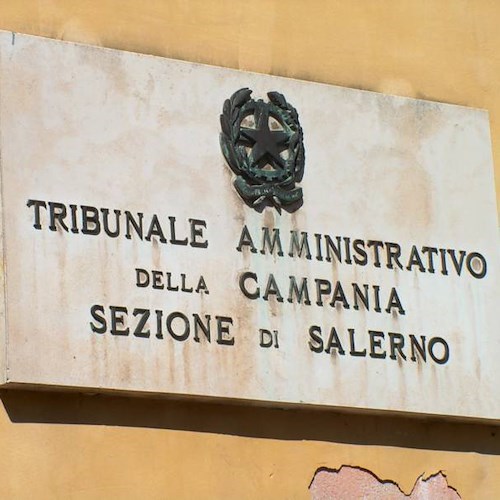 TRIBUNALE AMMINISTRATIVO
DELLA CAMPANIA
SEZIONE DI SALERNO